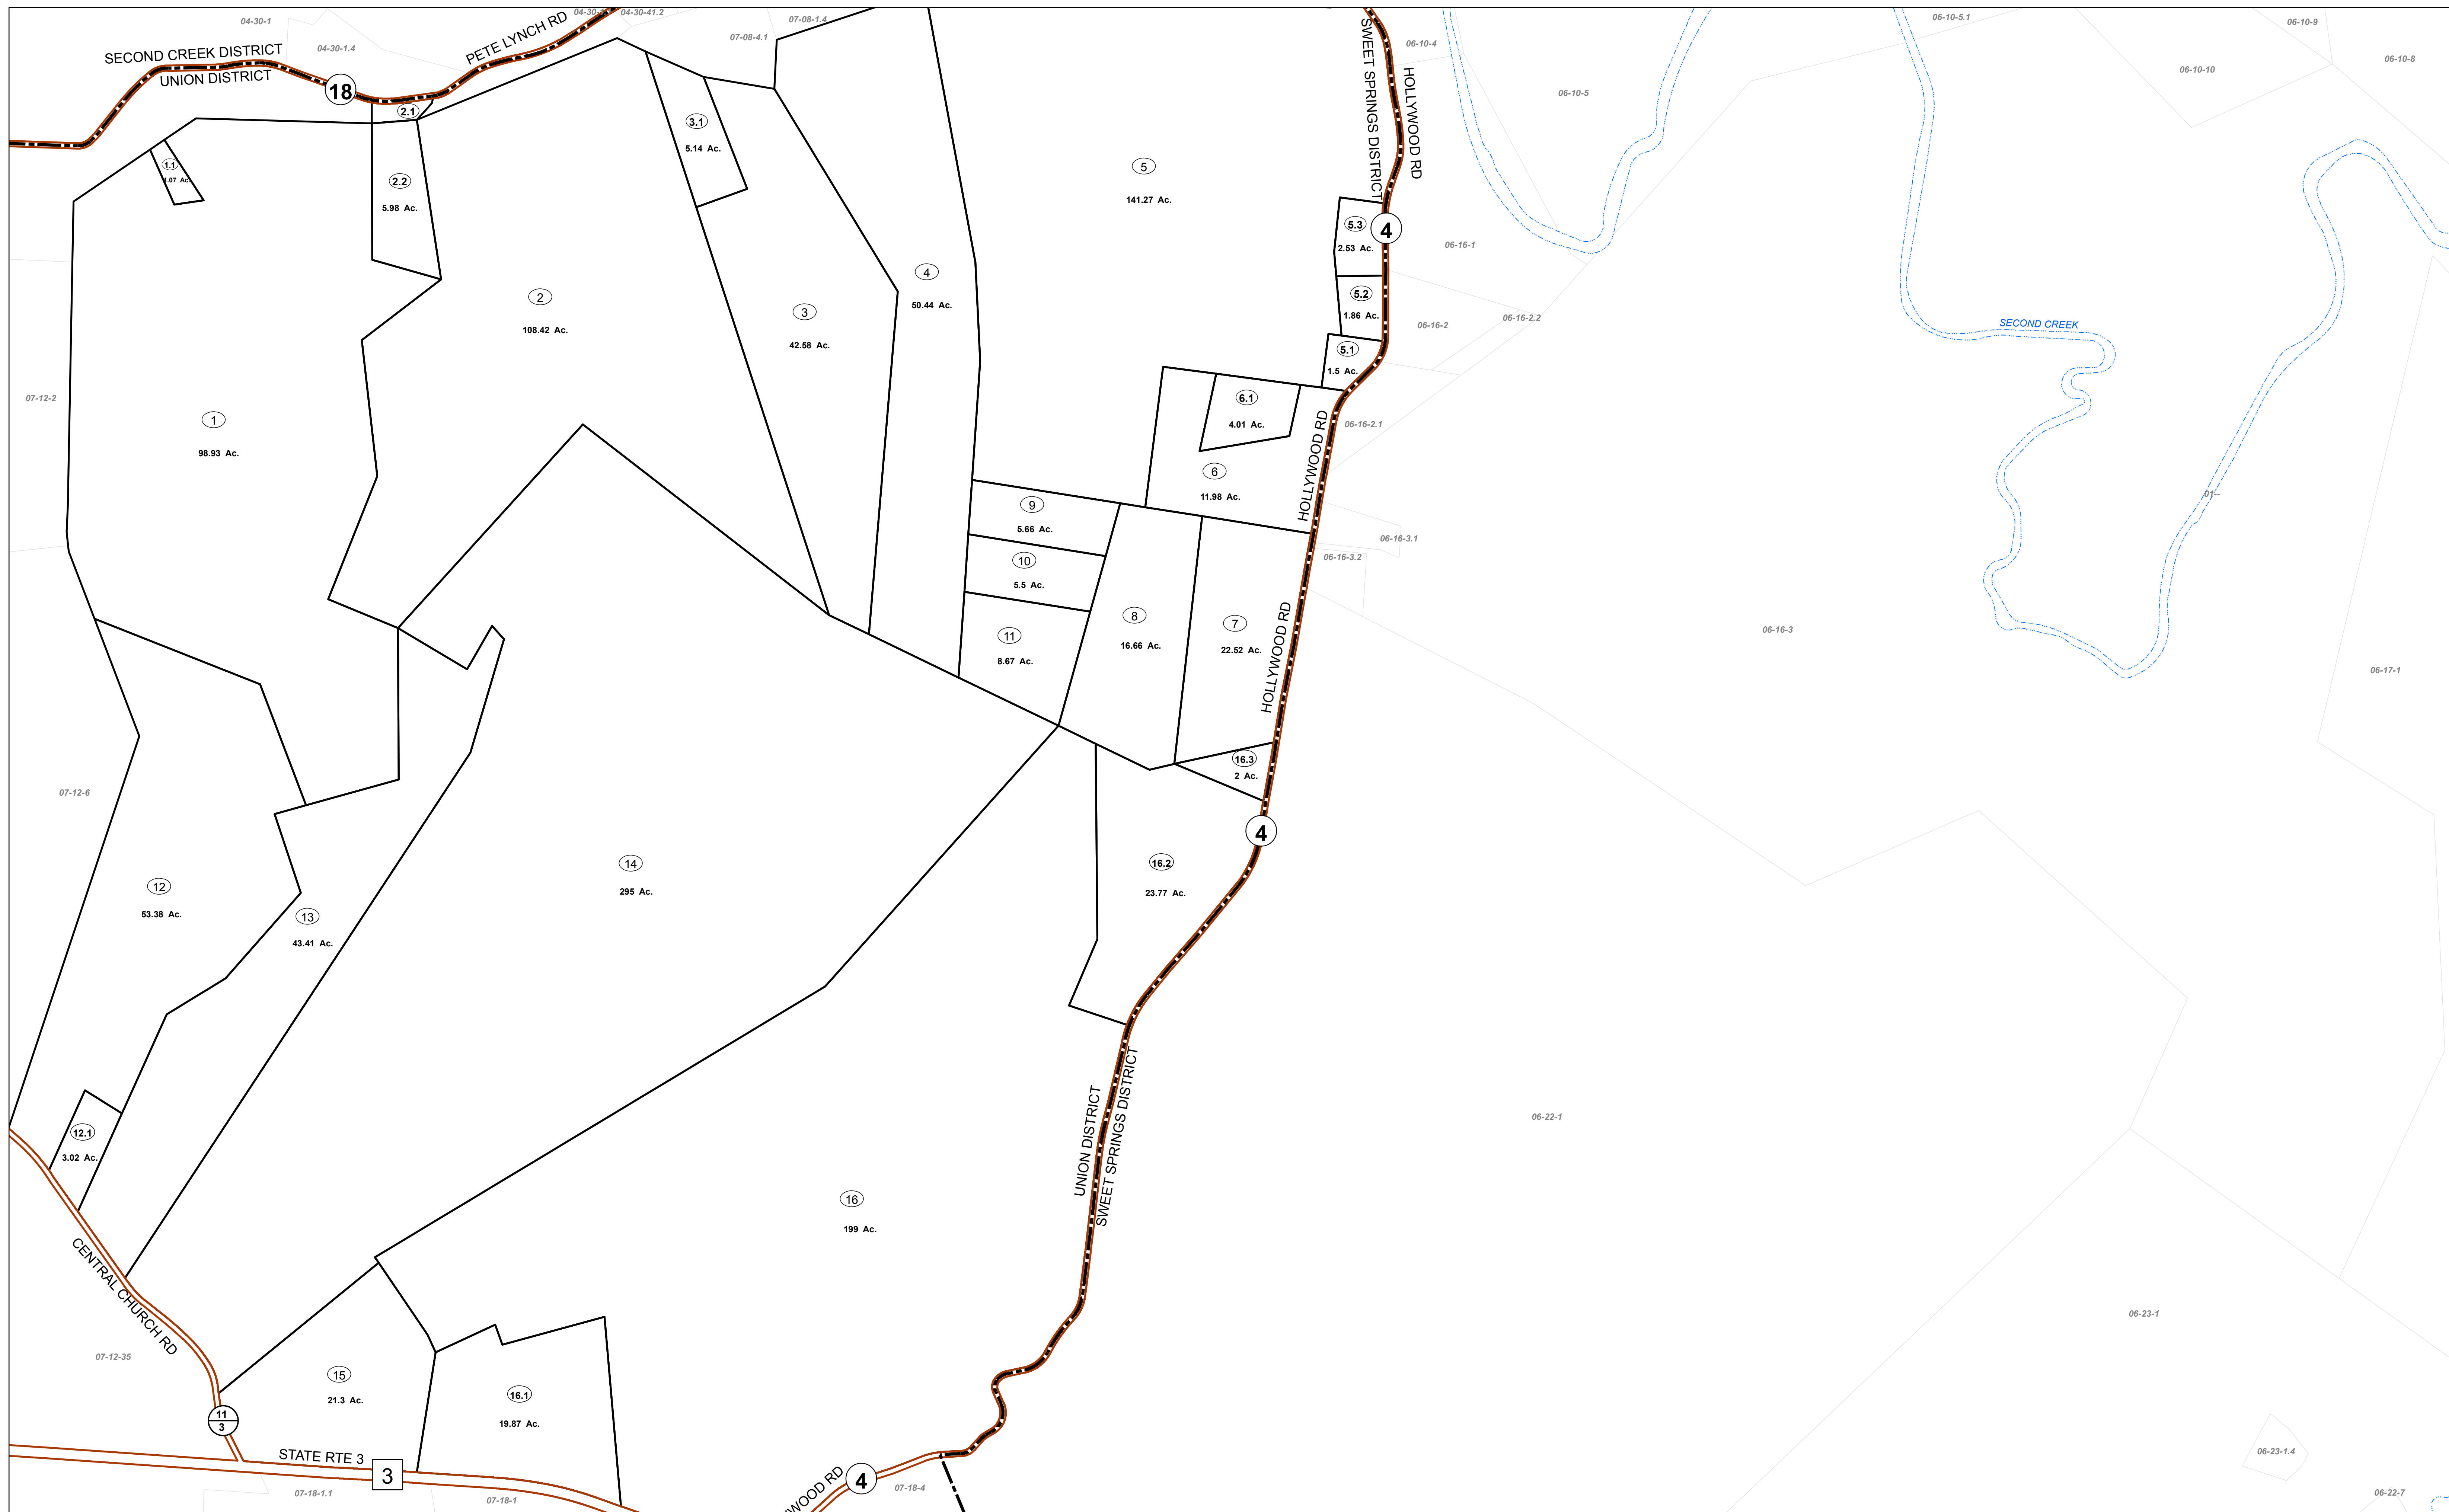 04-30-1
04-30-41.2
07-08-1.4
06-10-5.1
06-10-9
04-30-1.4
07-08-4.1
06-10-4
06-10-8
06-10-10
06-10-5
SECOND CREEK DISTRICT
UNION DISTRICT
PETE LYNCH RD
18
SWEET SPRINGS DISTRICT
HOLLYWOOD RD
2.1
3.1
5.14 Ac.
1.1
2.2
5.98 Ac.
5
141.27 Ac.
5.3
2.53 Ac.
4
06-16-1
2
108.42 Ac.
3
42.58 Ac.
4
50.44 Ac.
5.2
1.86 Ac.
06-16-2
06-16-2.2
SECOND CREEK
5.1
1.5 Ac.
07-12-2
1
98.93 Ac.
6.1
4.01 Ac.
HOLLYWOOD RD
06-16-2.1
6
11.98 Ac.
01--
9
5.66 Ac.
06-16-3.1
06-16-3.2
10
5.5 Ac.
8
16.66 Ac.
7
22.52 Ac.
HOLLYWOOD RD
06-16-3
11
8.67 Ac.
06-17-1
16.3
2 Ac.
07-12-6
4
14
295 Ac.
16.2
23.77 Ac.
12
53.38 Ac.
13
43.41 Ac.
12.1
3.02 Ac.
UNION DISTRICT
SWEET SPRINGS DISTRICT
06-22-1
16
199 Ac.
CENTRAL CHURCH RD
06-23-1
07-12-35
15
21.3 Ac.
16.1
19.87 Ac.
11
3
STATE RTE 3
3
WOOD RD
4
07-18-4
06-23-1.4
07-18-1.1
07-18-1
06-22-7